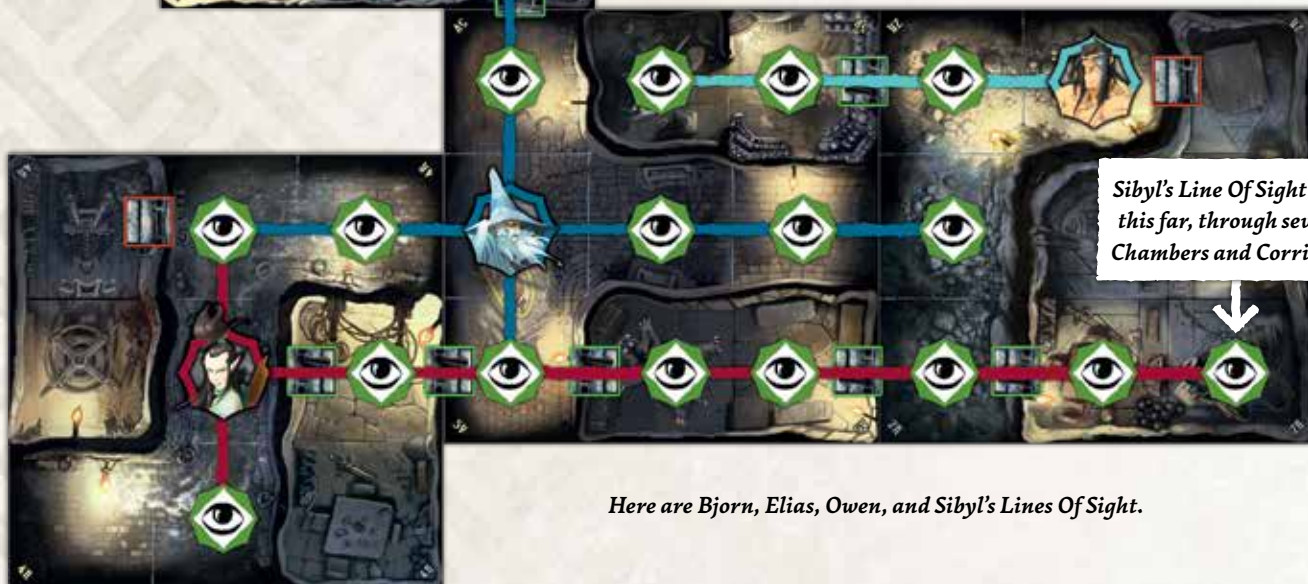 Sibyl's Line Of Sight
this far, through sev
Chambers and Corri
Here are Bjorn, Elias, Owen, and Sibyl's Lines Of Sight.